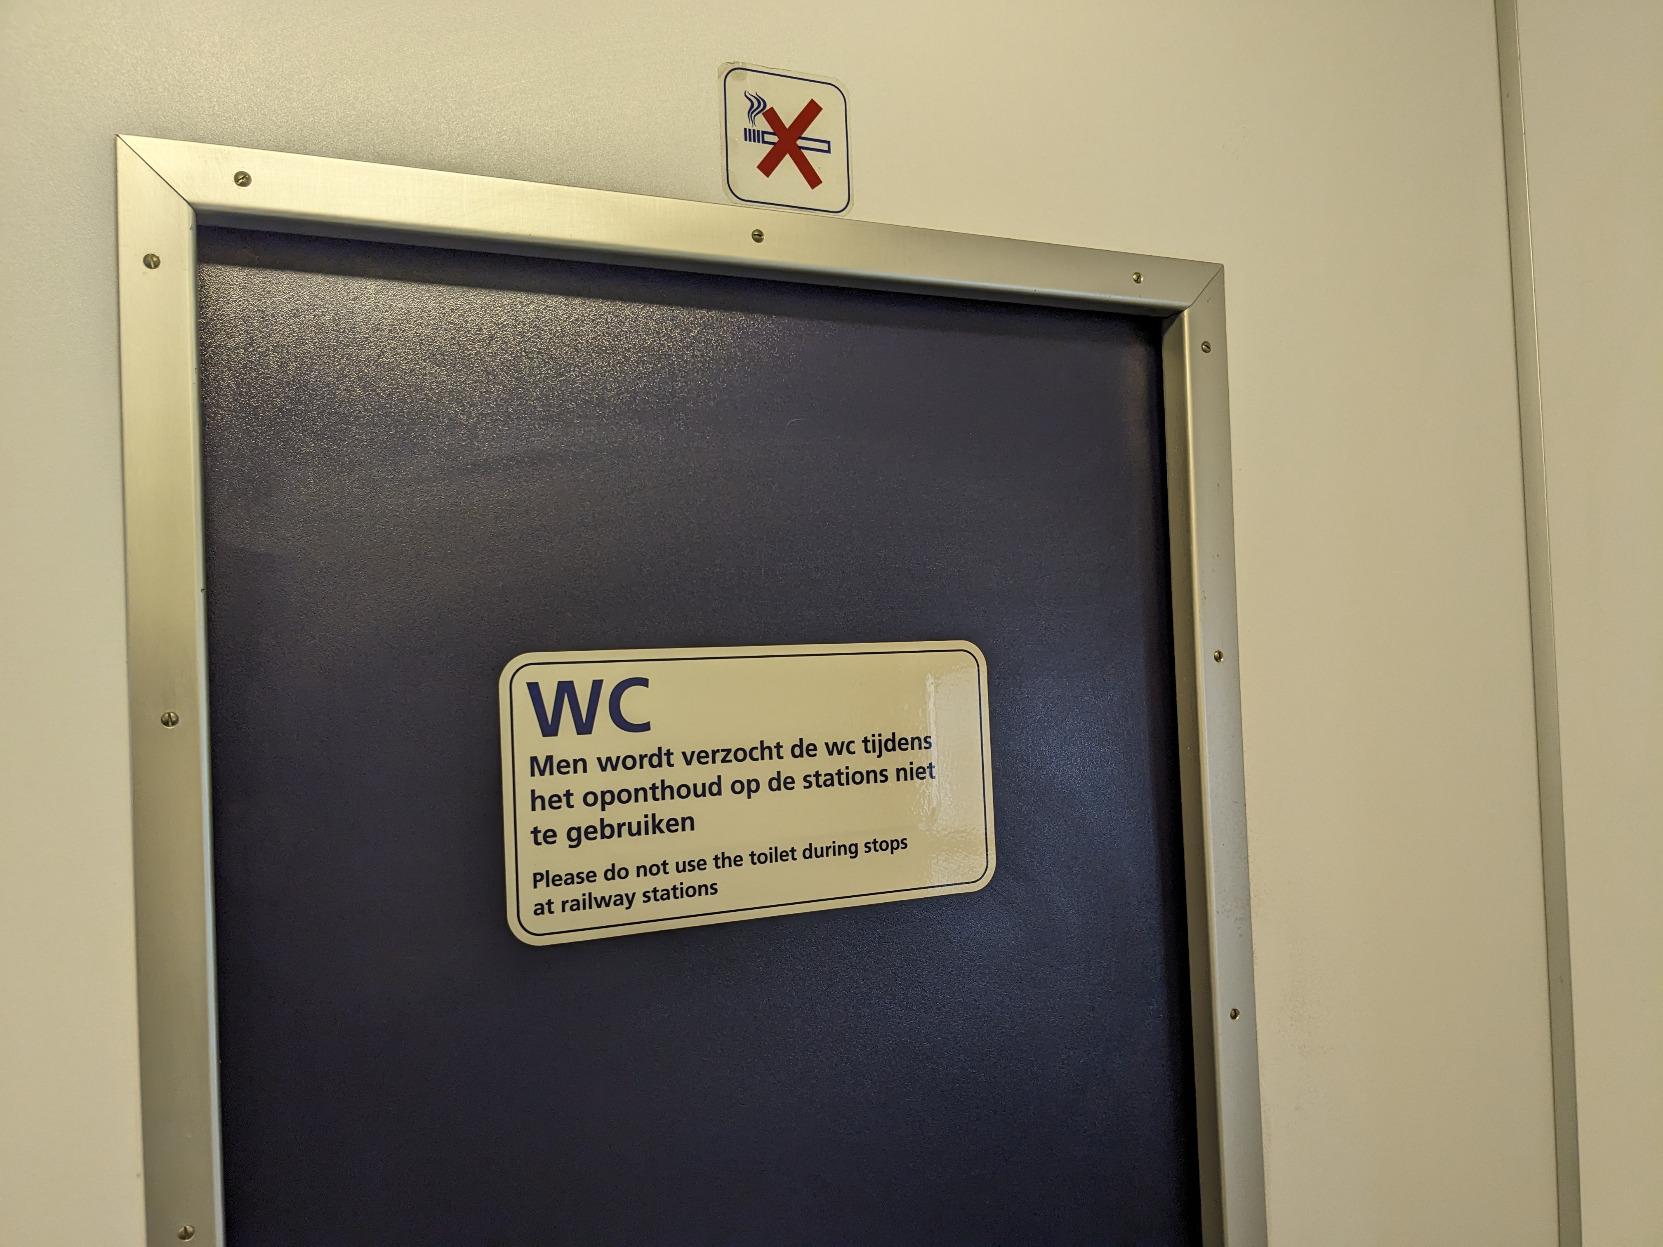 WC
Men wordt verzocht de wc tijdens
het oponthoud op de stations niet
te gebruiken
Please do not use the toilet during stops
at railway stations